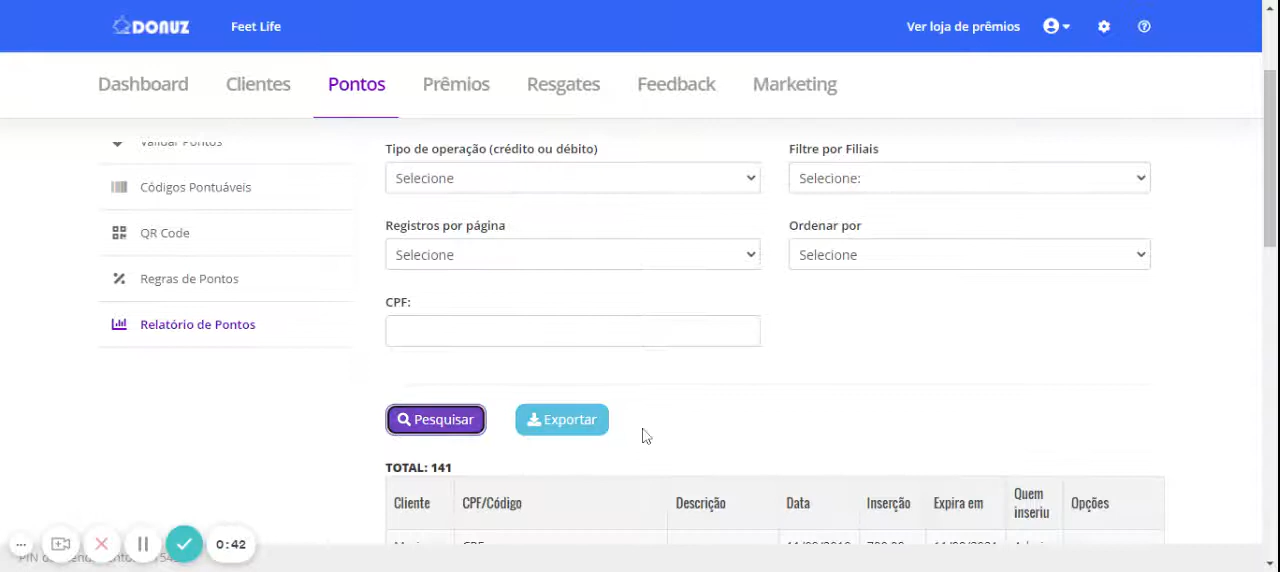 DONUZ
Feet Life
Ver loja de prêmios
Dashboard Clientes Pontos Prêmios Resgates Feedback Marketing
Validar Pontos
Códigos Pontuáveis
QR Code
Regras de Pontos
Relatório de Pontos
Tipo de operação (crédito ou débito)
Selecione
Filtre por Filiais
Selecione:
Registros por página
Selecione
Ordenar por
Selecione
CPF:
Pesquisar
Exportar
TOTAL: 141
Cliente CPF/Código Descrição Data Inserção Expira em Quem inseriu Opções
0:42